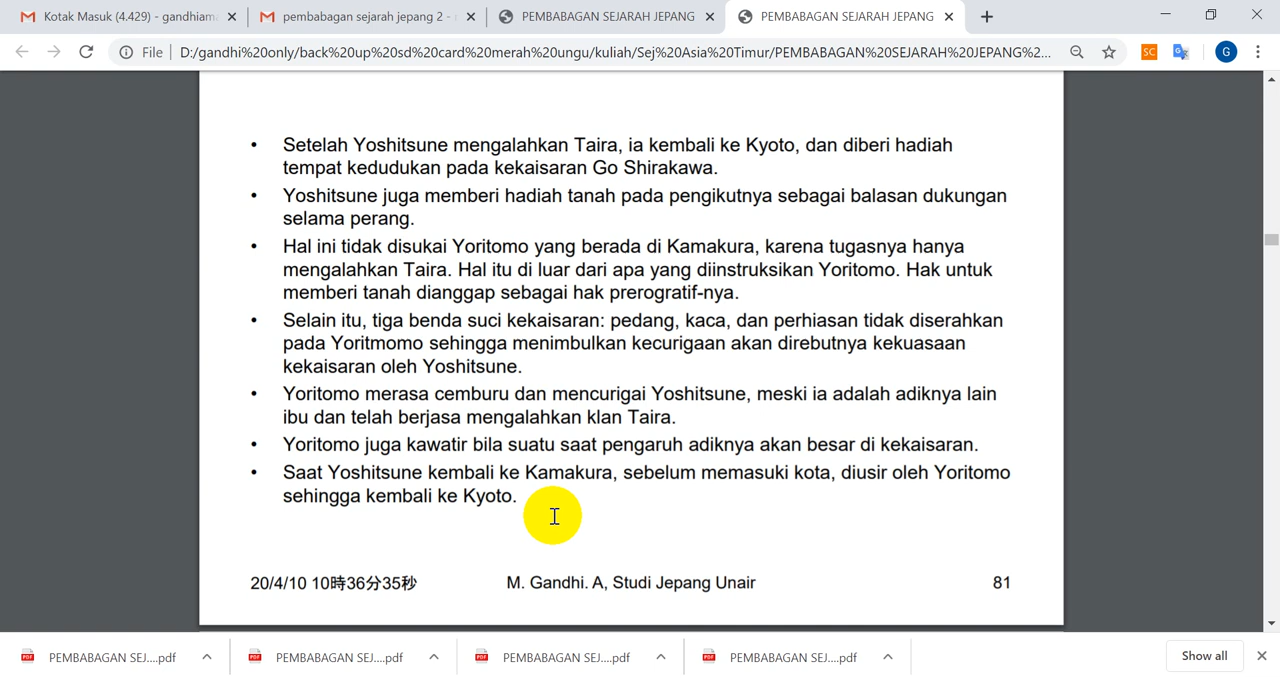 Kotak Masuk (4.429) - gandhiam
pembabagan sejarah jepang 2 -
PEMBABAGAN SEJARAH JEPANG
PEMBABAGAN SEJARAH JEPANG
File | D:/gandhi%20only/back%20up%20sd%20card%20merah%20ungu/kuliah/Sej%20Asia%20Timur/PEMBABAGAN%20SEJARAH%20JEPANG%2...
SC
G
• Setelah Yoshitsune mengalahkan Taira, ia kembali ke Kyoto, dan diberi hadiah
tempat kedudukan pada kekaisaran Go Shirakawa.
• Yoshitsune juga memberi hadiah tanah pada pengikutnya sebagai balasan dukungan
selama perang.
• Hal ini tidak disukai Yoritomo yang berada di Kamakura, karena tugasnya hanya
mengalahkan Taira. Hal itu di luar dari apa yang diinstruksikan Yoritomo. Hak untuk
memberi tanah dianggap sebagai hak prerogratif-nya.
• Selain itu, tiga benda suci kekaisaran: pedang, kaca, dan perhiasan tidak diserahkan
pada Yoritmomo sehingga menimbulkan kecurigaan akan direbutnya kekuasaan
kekaisaran oleh Yoshitsune.
• Yoritomo merasa cemburu dan mencurigai Yoshitsune, meski ia adalah adiknya lain
ibu dan telah berjasa mengalahkan klan Taira.
• Yoritomo juga kawatir bila suatu saat pengaruh adiknya akan besar di kekaisaran.
• Saat Yoshitsune kembali ke Kamakura, sebelum memasuki kota, diusir oleh Yoritomo
sehingga kembali ke Kyoto.
20/4/10 10時36分35秒
M. Gandhi. A, Studi Jepang Unair
81
PEMBABAGAN SEJ....pdf
PEMBABAGAN SEJ....pdf
PEMBABAGAN SEJ....pdf
PEMBABAGAN SEJ....pdf
Show all